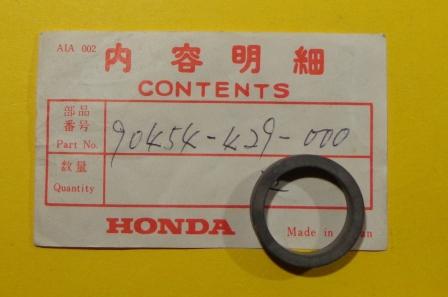 AIA 002
内容明細
CONTENTS
部品
番号
Part No. 90454-429-000
数量
Quantity
HONDA
Made in